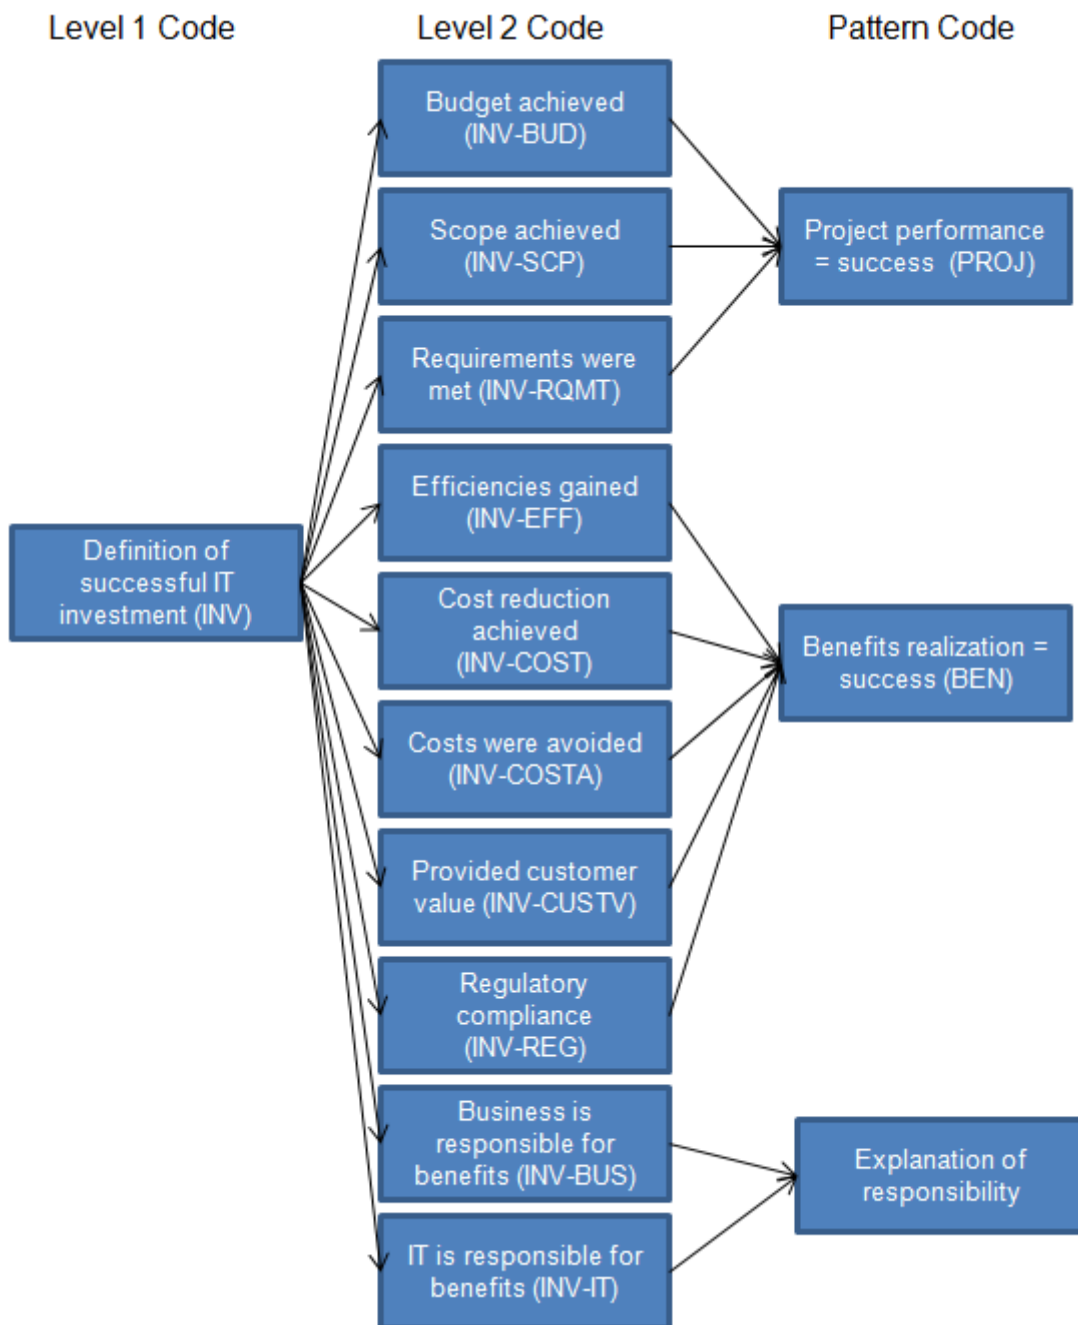 Level 1 Code
Level 2 Code
Pattern Code
Budget achieved
(INV-BUD)
Scope achieved
(INV-SCP)
Project performance
= success (PROJ)
Requirements were
met (INV-RQMT)
Efficiencies gained
(INV-EFF)
Definition of
successful IT
investment (INV)
Cost reduction
achieved
(INV-COST)
Benefits realization =
success (BEN)
Costs were avoided
(INV-COSTA)
Provided customer
value (INV-CUSTV)
Regulatory
compliance
(INV-REG)
Business is
responsible for
benefits (INV-BUS)
Explanation of
responsibility
IT is responsible for
benefits (INV-IT)